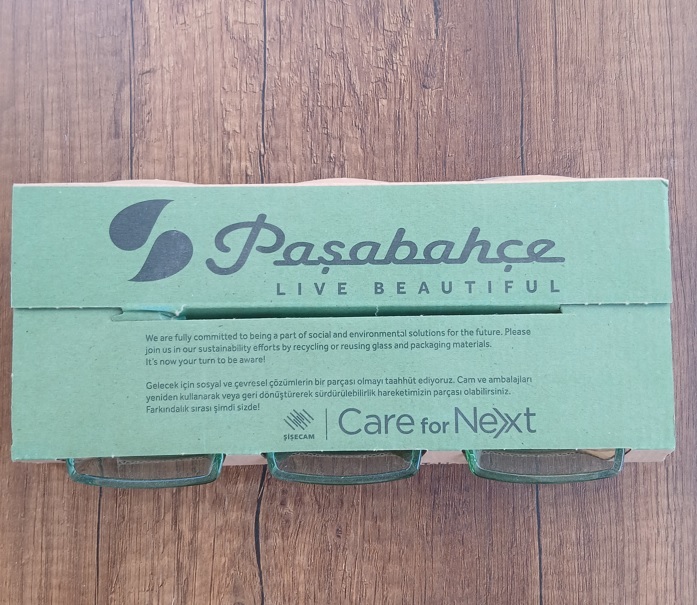 Paşabahçe
LIVE BEAUTIFUL
We are fully committed to being a part of social and environmental solutions for the future. Please
join us in our sustainability efforts by recycling or reusing glass and packaging materials.
It's now your turn to be aware!
Gelecek için sosyal ve çevresel çözümlerin bir parçası olmayı taahhüt ediyoruz. Cam ve ambalajları
yeniden kullanarak veya geri dönüştürerek sürdürülebilirlik hareketimizin parçası olabilirsiniz.
Farkındalık sırası şimdi sizde!
ŞİŞECAM
Care for Next